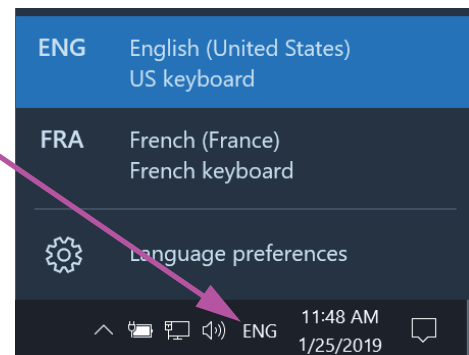 ENG English (United States)
US keyboard
FRA French (France)
French keyboard
Language preferences
ENG 11:48 AM
1/25/2019